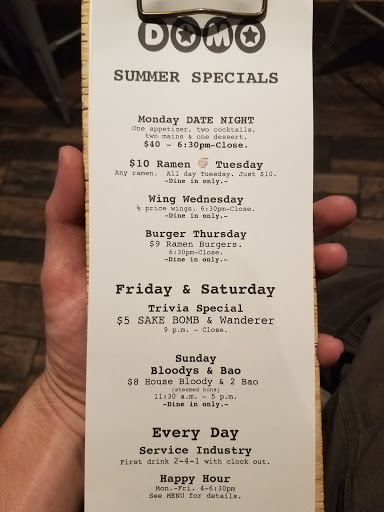 DOMO
SUMMER SPECIALS
Monday DATE NIGHT
One appetizer, two cocktails,
two mains & one dessert.
$40 – 6:30pm-Close.
$10 Ramen 🍜 Tuesday
Any ramen. All day Tuesday. Just $10.
-Dine in only.-
Wing Wednesday
½ price wings. 6:30pm-Close.
-Dine in only.-
Burger Thursday
$9 Ramen Burgers.
6:30pm-Close.
-Dine in only.-
Friday & Saturday
Trivia Special
$5 SAKE BOMB & Wanderer
9 p.m. – Close.
Sunday
Bloodys & Bao
$8 House Bloody & 2 Bao
(steamed buns)
11:30 a.m. – 5 p.m.
-Dine in only.-
Every Day
Service Industry
First drink 2-4-1 with clock out.
Happy Hour
Mon.-Fri. 4-6:30pm
See MENU for details.